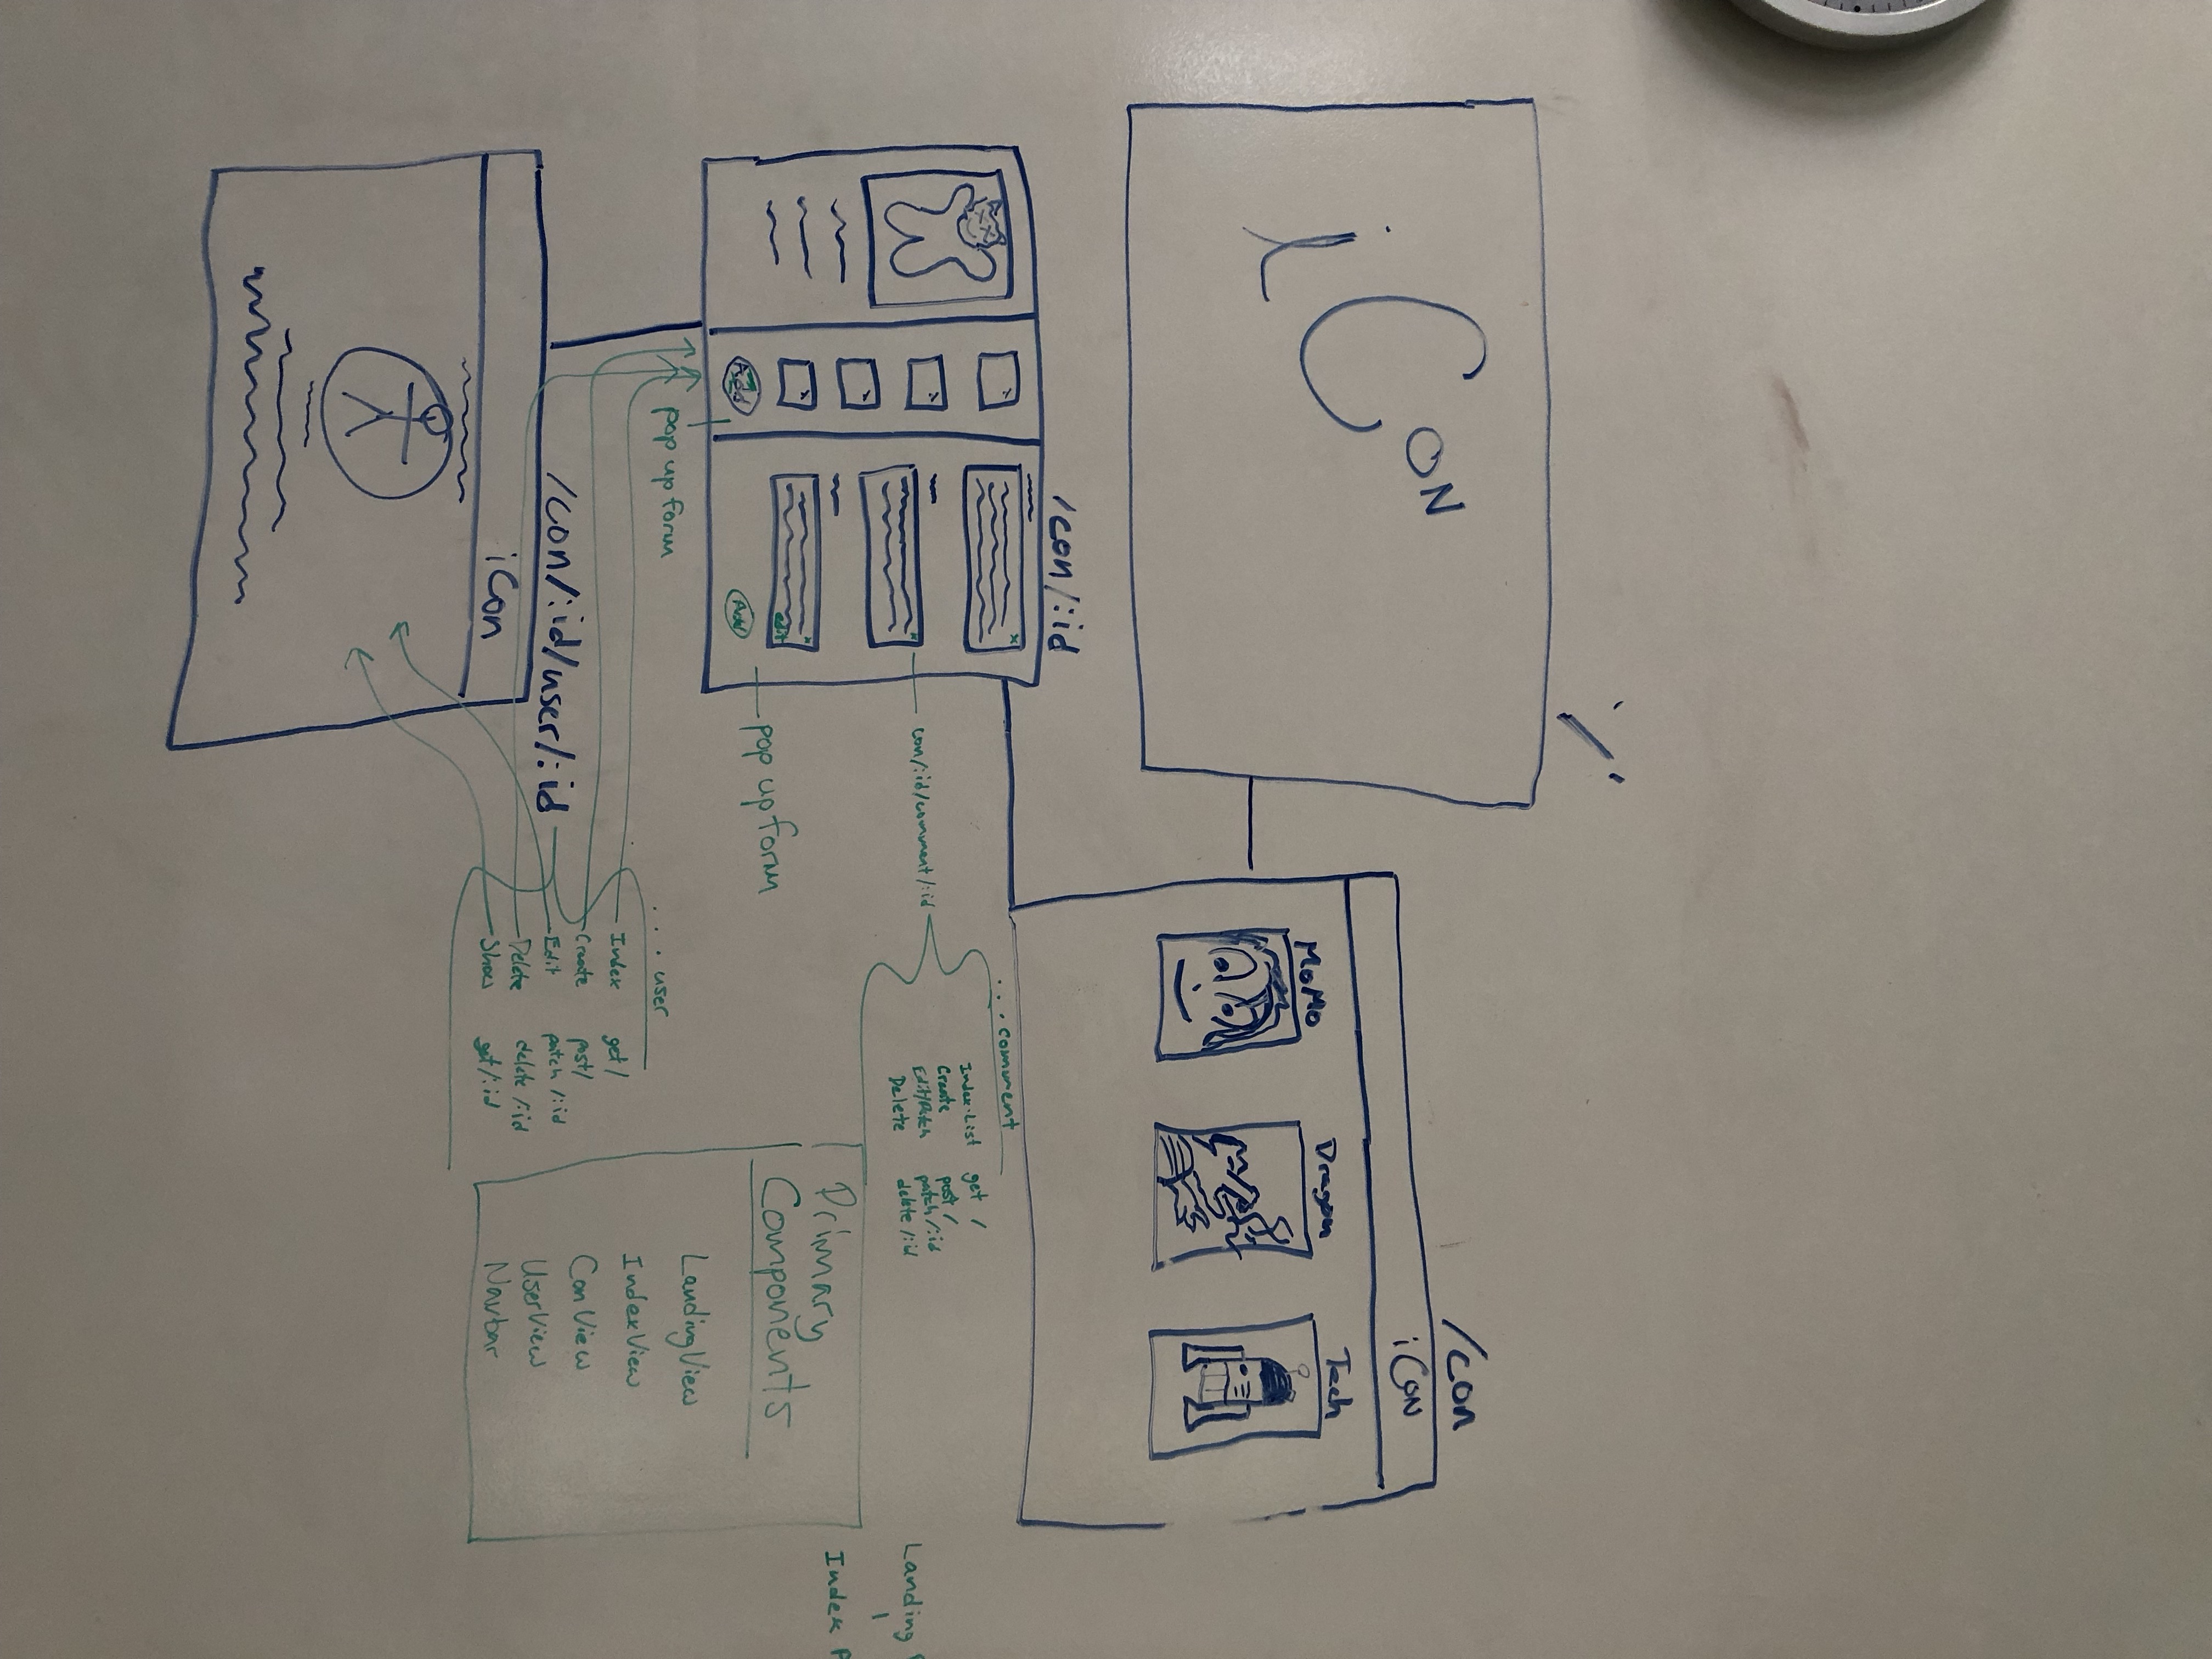 '/'
iCON
/con
iCon
MoMo
Dragon
Tech
/con/:id
Add
edit
Add
pop up form
pop up form
con/:id/comment/:id
...comment
Index-List get /
Create post /
Edit/Patch patch /:id
Delete delete /:id
/con/:id/user/:id
iCon
...user
Index get /
Create post /
Edit patch /:id
Delete delete /:id
Show get /:id
Primary
Components
LandingView
IndexView
ConView
UserView
Navbar
Landing
Index